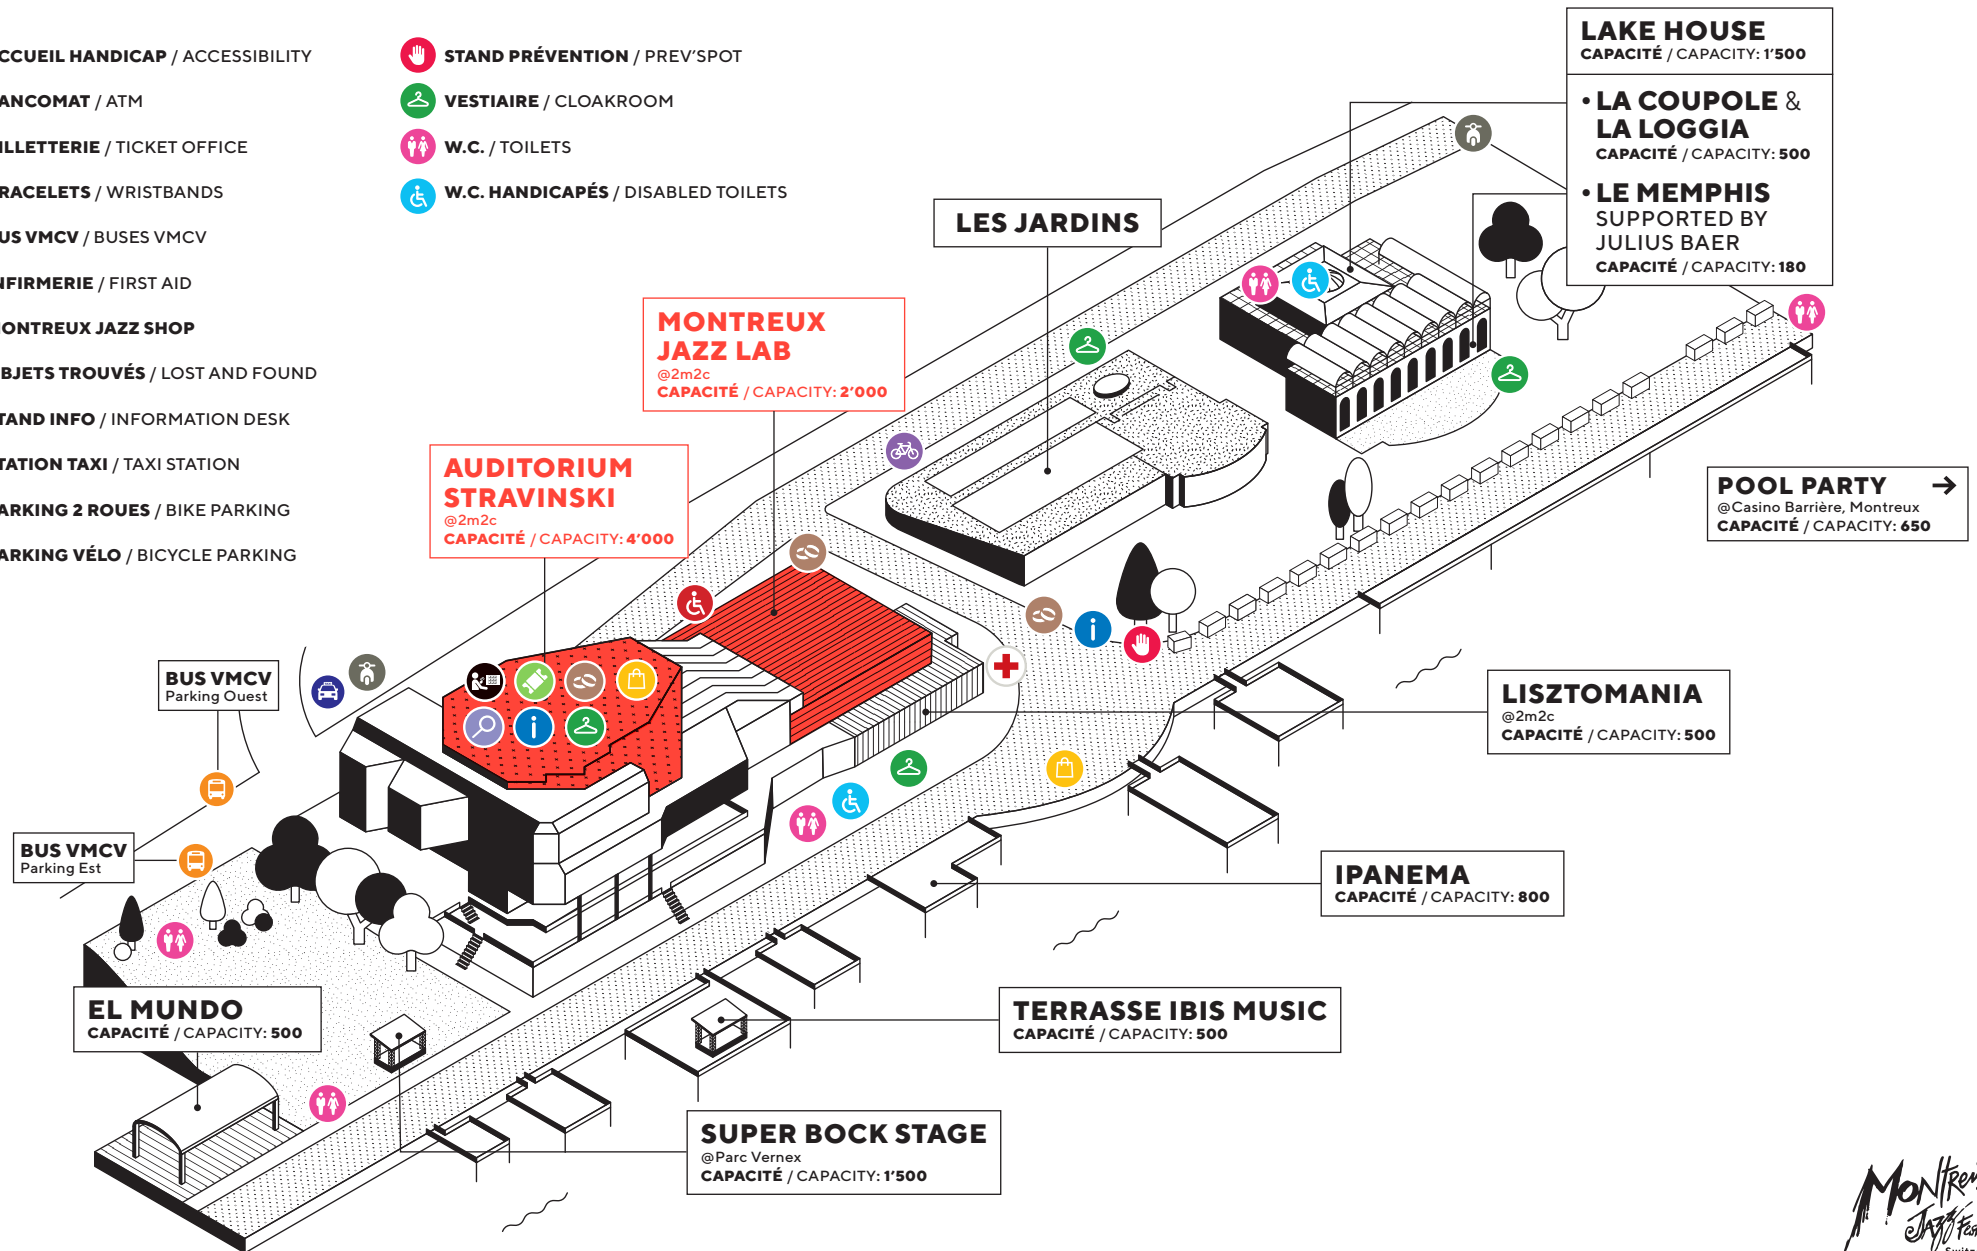 CCUEIL HANDICAP / ACCESSIBILITY
ANCOMAT / ATM
ILLETTERIE / TICKET OFFICE
RACELETS / WRISTBANDS
US VMCV / BUSES VMCV
NFIRMERIE / FIRST AID
ONTREUX JAZZ SHOP
BJETS TROUVÉS / LOST AND FOUND
TAND INFO / INFORMATION DESK
TATION TAXI / TAXI STATION
ARKING 2 ROUES / BIKE PARKING
ARKING VÉLO / BICYCLE PARKING
STAND PRÉVENTION / PREV'SPOT
VESTIAIRE / CLOAKROOM
W.C. / TOILETS
W.C. HANDICAPÉS / DISABLED TOILETS
LAKE HOUSE
CAPACITÉ / CAPACITY: 1'500
• LA COUPOLE &
LA LOGGIA
CAPACITÉ / CAPACITY: 500
• LE MEMPHIS
SUPPORTED BY
JULIUS BAER
CAPACITÉ / CAPACITY: 180
LES JARDINS
MONTREUX
JAZZ LAB
@2m2c
CAPACITÉ / CAPACITY: 2'000
AUDITORIUM
STRAVINSKI
@2m2c
CAPACITÉ / CAPACITY: 4'000
POOL PARTY →
@Casino Barrière, Montreux
CAPACITÉ / CAPACITY: 650
BUS VMCV
Parking Ouest
LISZTOMANIA
@2m2c
CAPACITÉ / CAPACITY: 500
BUS VMCV
Parking Est
IPANEMA
CAPACITÉ / CAPACITY: 800
EL MUNDO
CAPACITÉ / CAPACITY: 500
TERRASSE IBIS MUSIC
CAPACITÉ / CAPACITY: 500
SUPER BOCK STAGE
@Parc Vernex
CAPACITÉ / CAPACITY: 1'500
MONTREU
JAZZ Fes